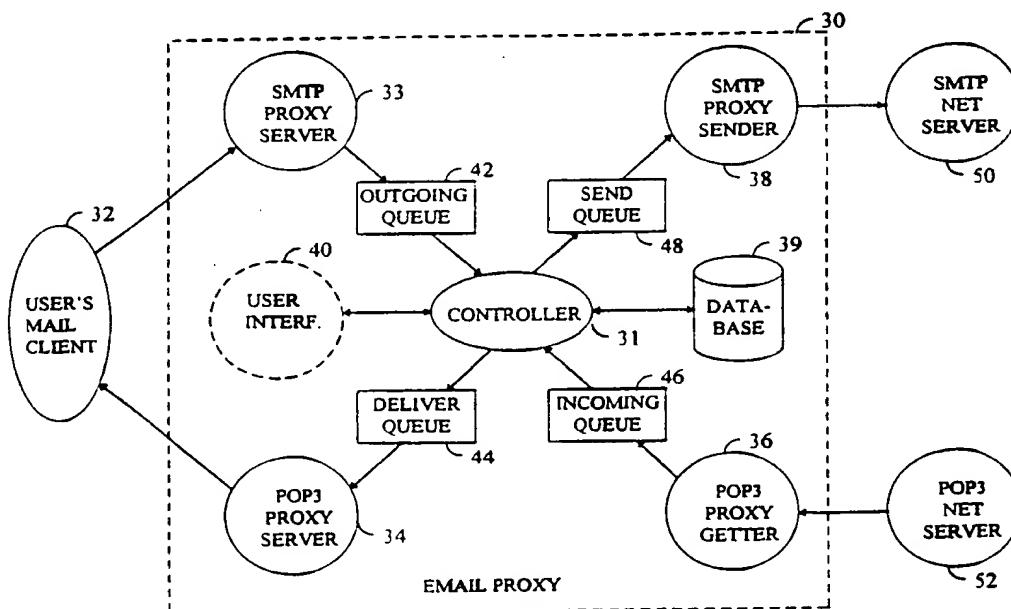 30
SMTP
PROXY
SERVER
33
SMTP
PROXY
SENDER
38
SMTP
NET
SERVER
50
42
OUTGOING
QUEUE
SEND
QUEUE
48
32
USER'S
MAIL
CLIENT
40
USER
INTERF.
CONTROLLER
31
39
DATA-
BASE
DELIVER
QUEUE
44
46
INCOMING
QUEUE
POP3
PROXY
SERVER
34
36
POP3
PROXY
GETTER
POP3
NET
SERVER
52
EMAIL PROXY